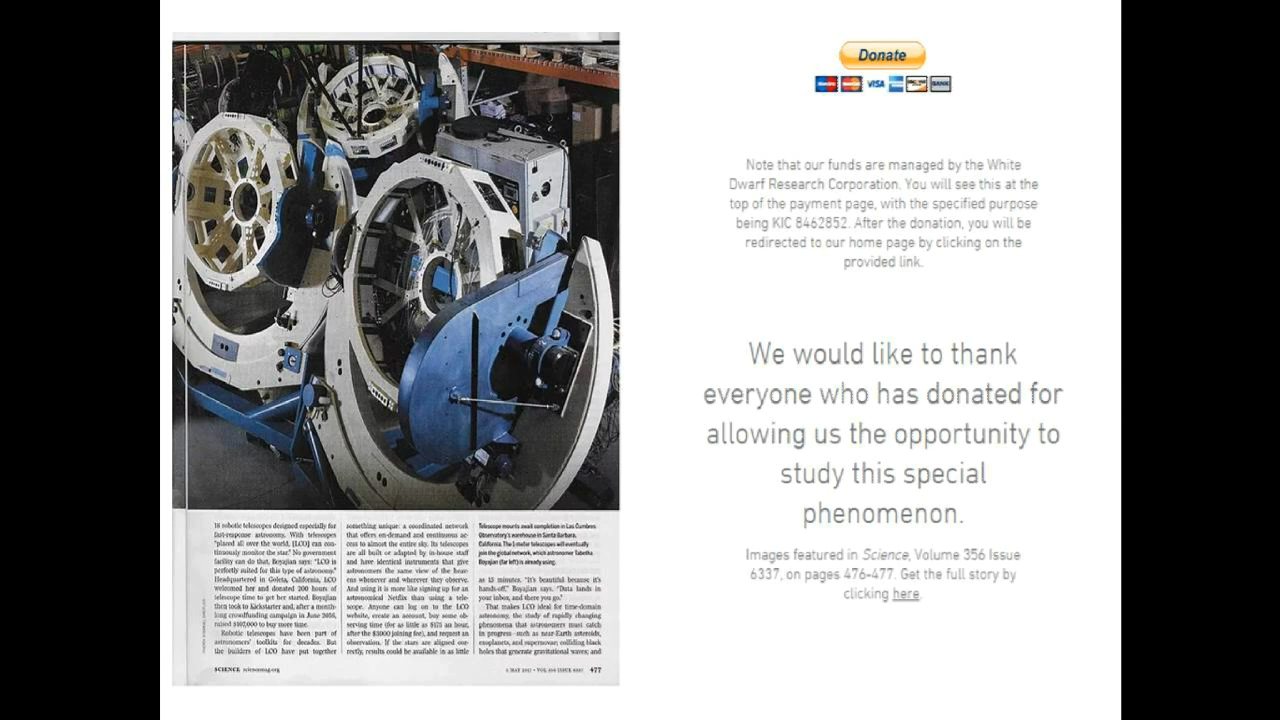 18 robotic telescopes designed especially for
fast-response astronomy. With telescopes
"placed all over the world, [LCO] can con-
tinuously monitor the star." No government
facility can do that, Boyajian says: "LCO is
perfectly suited for this type of astronomy."
Headquartered in Goleta, California, LCO
welcomed her and donated 200 hours of
telescope time to get her started. Boyajian
then took to Kickstarter and, after a month-
long crowdfunding campaign in June 2016,
raised $107,000 to buy more time.
Robotic telescopes have been part of
astronomers' toolkits for decades. But
the builders of LCO have put together
something unique: a coordinated network
that offers on-demand and continuous ac-
cess to almost the entire sky. Its telescopes
are all built or adapted by in-house staff
and have identical instruments that give
astronomers the same view of the heav-
ens whenever and wherever they observe.
And using it is more like signing up for an
astronomical Netflix than using a tele-
scope. Anyone can log on to the LCO
website, create an account, buy some ob-
serving time (for as little as $175 an hour,
after the $3000 joining fee), and request an
observation. If the stars are aligned cor-
rectly, results could be available in as little
Telescope mounts await completion in Las Cumbres
Observatory's warehouse in Santa Barbara,
California. The 1-meter telescopes will eventually
join the global network, which astronomer Tabetha
Boyajian (far left) is already using.
as 15 minutes. "It's beautiful because it's
hands-off," Boyajian says. "Data lands in
your inbox, and there you go."
That makes LCO ideal for time-domain
astronomy, the study of rapidly changing
phenomena that astronomers must catch
in progress—such as near-Earth asteroids,
exoplanets, and supernovae; colliding black
holes that generate gravitational waves; and
SCIENCE sciencemag.org
5 MAY 2017 • VOL 356 ISSUE 6337 477
Donate
VISA
BANK
Note that our funds are managed by the White
Dwarf Research Corporation. You will see this at the
top of the payment page, with the specified purpose
being KIC 8462852. After the donation, you will be
redirected to our home page by clicking on the
provided link.
We would like to thank
everyone who has donated for
allowing us the opportunity to
study this special
phenomenon.
Images featured in Science, Volume 356 Issue
6337, on pages 476-477. Get the full story by
clicking here.